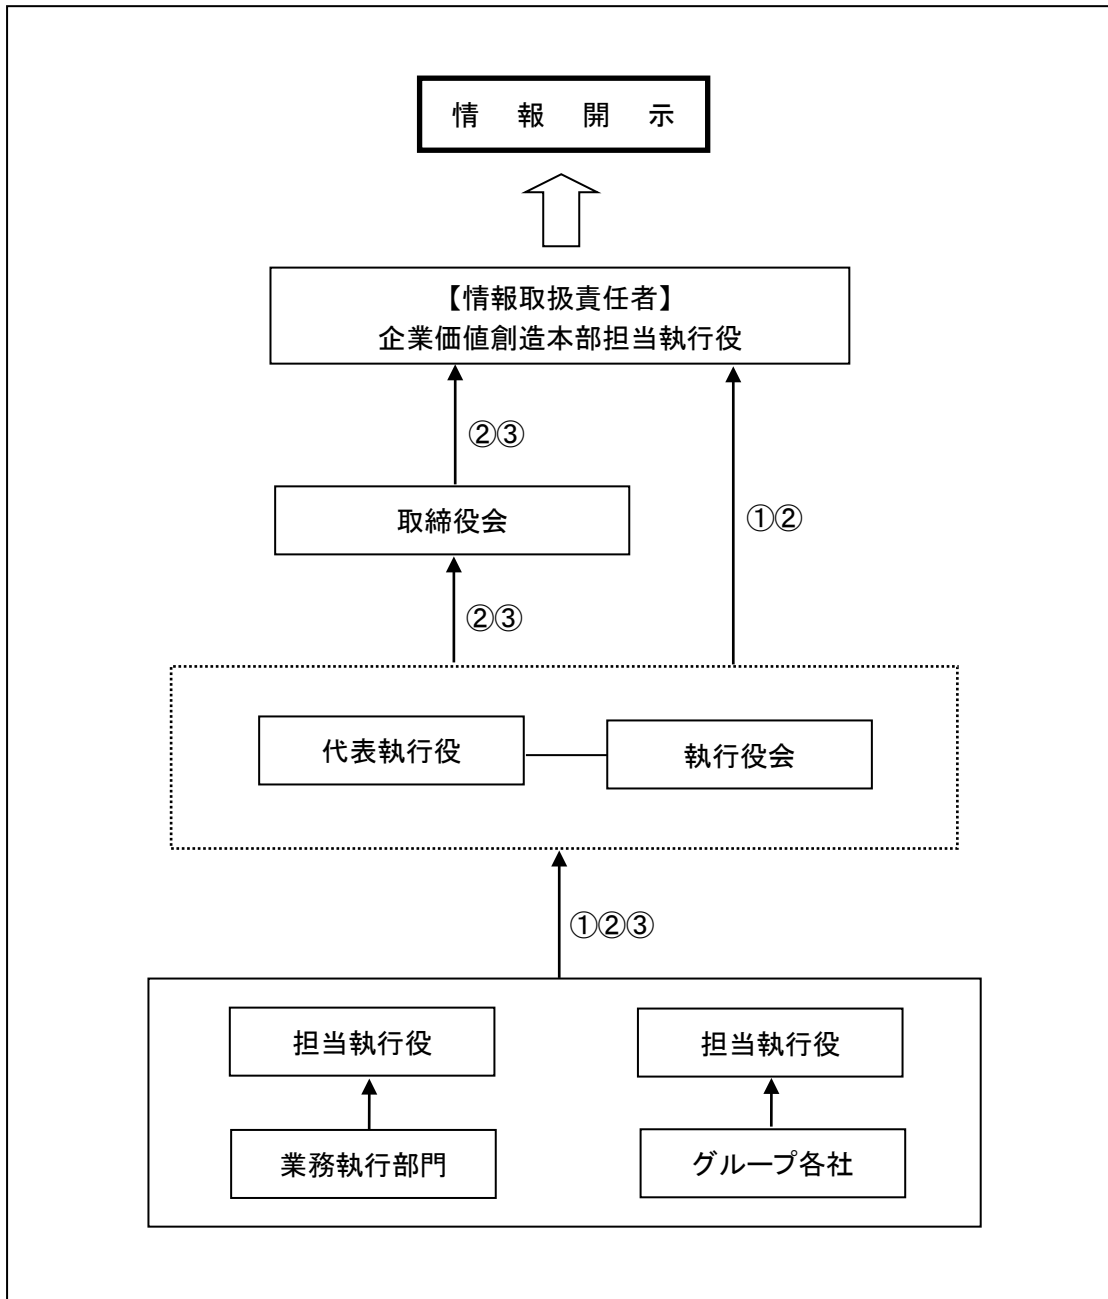 情報開示
【情報取扱責任者】
企業価値創造本部担当執行役
②③
取締役会
①②
②③
代表執行役
執行役会
①②③
担当執行役
担当執行役
業務執行部門
グループ各社